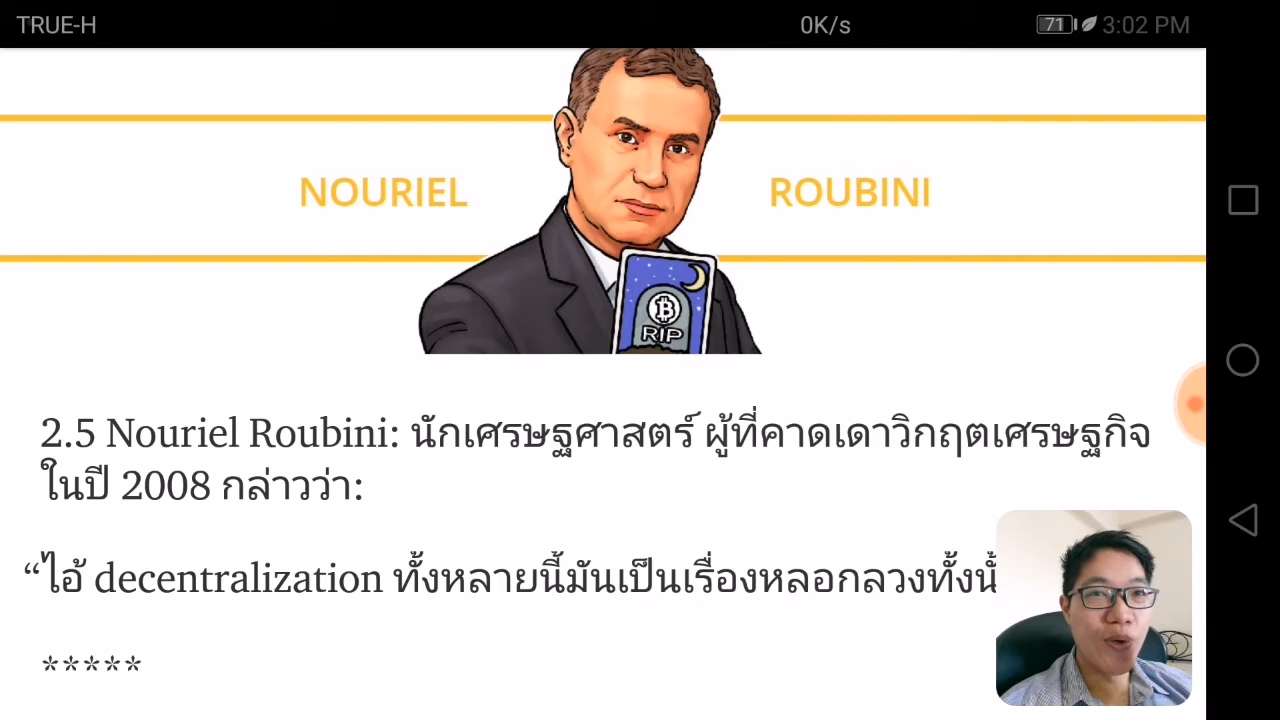 TRUE-H 0K/s 71 3:02 PM
NOURIEL ROUBINI
B
RIP
2.5 Nouriel Roubini: นักเศรษฐศาสตร์ ผู้ที่คาดเดาวิกฤตเศรษฐกิจ
ในปี 2008 กล่าวว่า:
“ไอ้ decentralization ทั้งหลายนี้มันเป็นเรื่องหลอกลวงทั้ง
*****